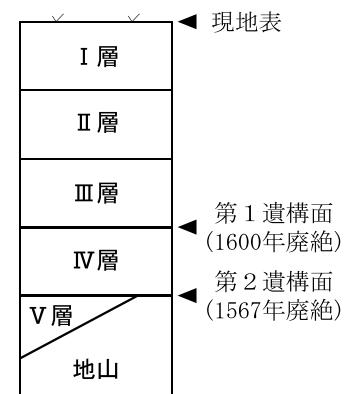 現地表
Ⅰ層
Ⅱ層
Ⅲ層
第１遺構面
(1600年廃絶)
Ⅳ層
第２遺構面
(1567年廃絶)
Ⅴ層
地山